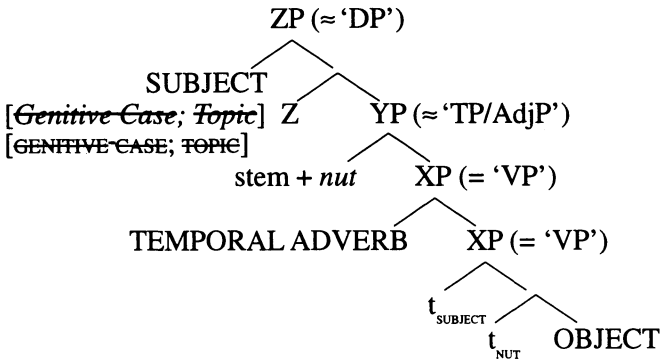 ZP (≈ ‘DP’)
SUBJECT
[Genitive Case; Topic] Z YP (≈ ‘TP/AdjP’)
[GENITIVE CASE; TOPIC]
stem + nut XP (= ‘VP’)
TEMPORAL ADVERB XP (= ‘VP’)
tSUBJECT
tNUT OBJECT